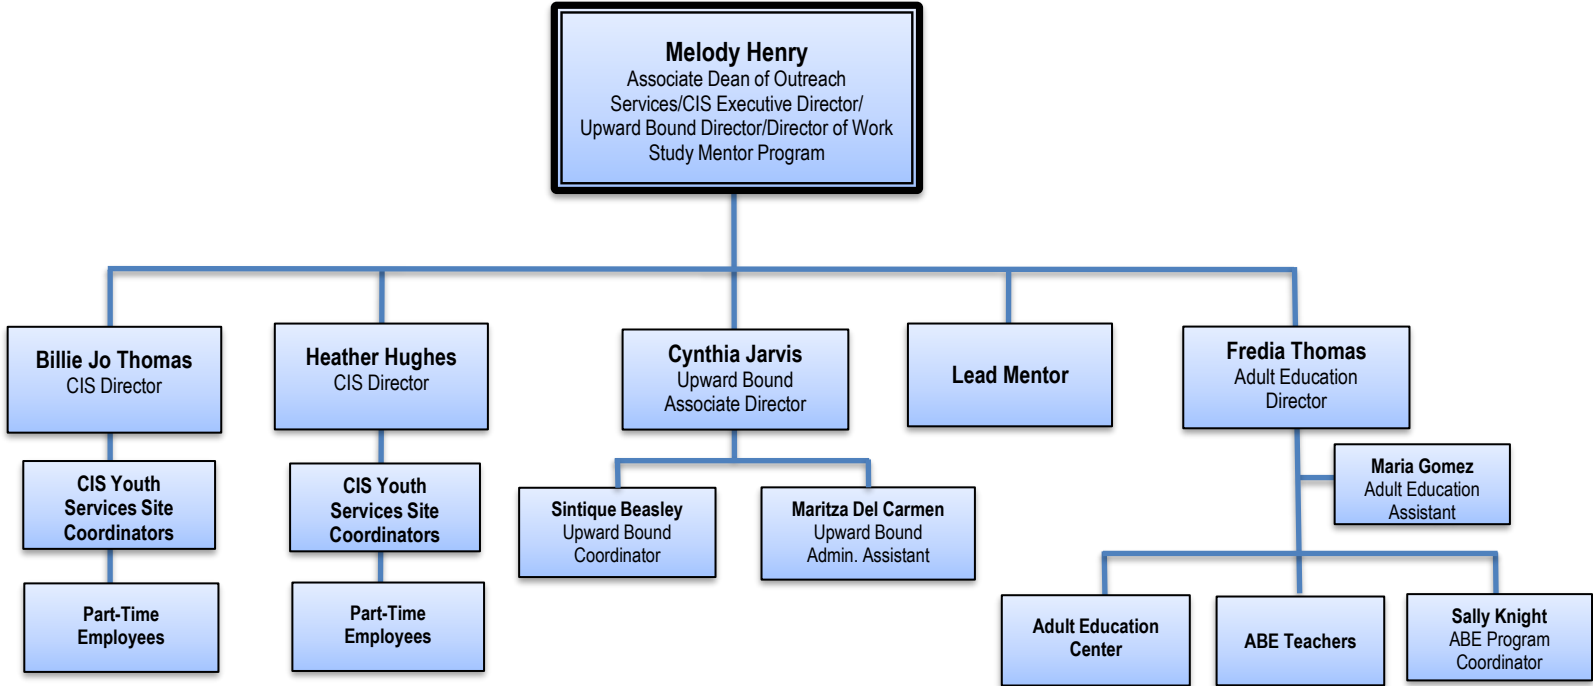 Melody Henry
Associate Dean of Outreach
Services/CIS Executive Director/
Upward Bound Director/Director of Work
Study Mentor Program
Billie Jo Thomas
CIS Director
Heather Hughes
CIS Director
Cynthia Jarvis
Upward Bound
Associate Director
Lead Mentor
Fredia Thomas
Adult Education
Director
CIS Youth
Services Site
Coordinators
CIS Youth
Services Site
Coordinators
Sintique Beasley
Upward Bound
Coordinator
Maritza Del Carmen
Upward Bound
Admin. Assistant
Maria Gomez
Adult Education
Assistant
Part-Time
Employees
Part-Time
Employees
Adult Education
Center
ABE Teachers
Sally Knight
ABE Program
Coordinator